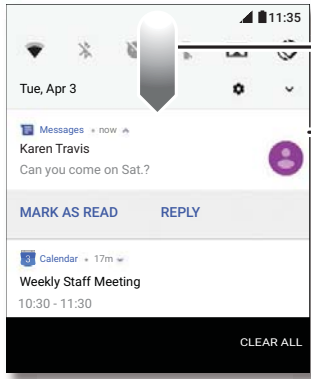 11:35
Tue, Apr 3
Messages • now
Karen Travis
Can you come on Sat.?
MARK AS READ REPLY
3 Calendar • 17m
Weekly Staff Meeting
10:30 - 11:30
CLEAR ALL